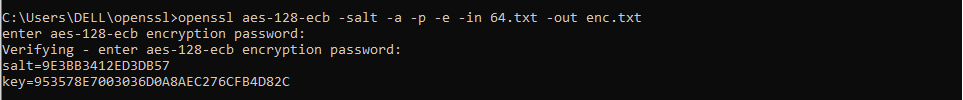 C:\Users\DELL\openssl>openssl aes-128-ecb -salt -a -p -e -in 64.txt -out enc.txt
enter aes-128-ecb encryption password:
Verifying - enter aes-128-ecb encryption password:
salt=9E3BB3412ED3DB57
key=953578E7003036D0A8AEC276CFB4D82C